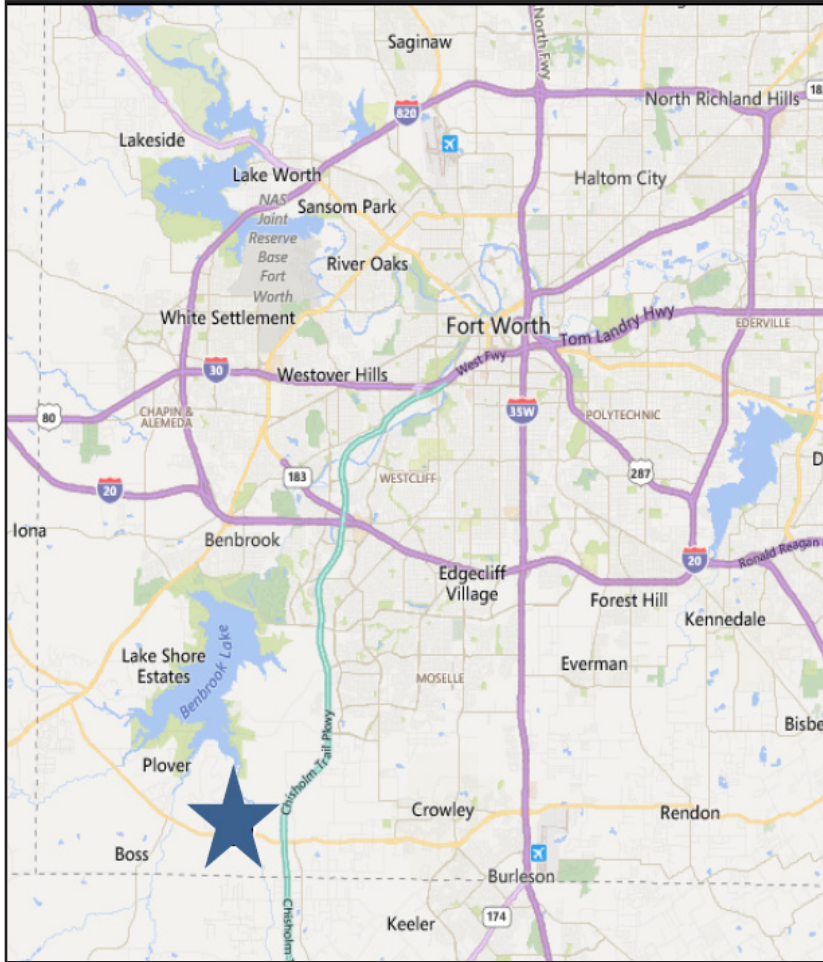 Saginaw
North Fwy
820
North Richland Hills
Lakeside
Lake Worth
Haltom City
NAS
Joint
Reserve
Base
Fort
Worth
Sansom Park
River Oaks
White Settlement
Fort Worth
Tom Landry Hwy
EDERVILLE
West Fwy
30
Westover Hills
80
CHAPIN &
ALEMEDA
35W
POLYTECHNIC
183
WESTCLIFF
287
20
Iona
Benbrook
Edgecliff
Village
20
Ronald Reagan
Forest Hill
Kennedale
Lake Shore
Estates
Benbrook Lake
Everman
MOSELLE
Chisholm Trail Pkwy
Plover
Crowley
Rendon
Boss
Burleson
Chisholm
Keeler
174